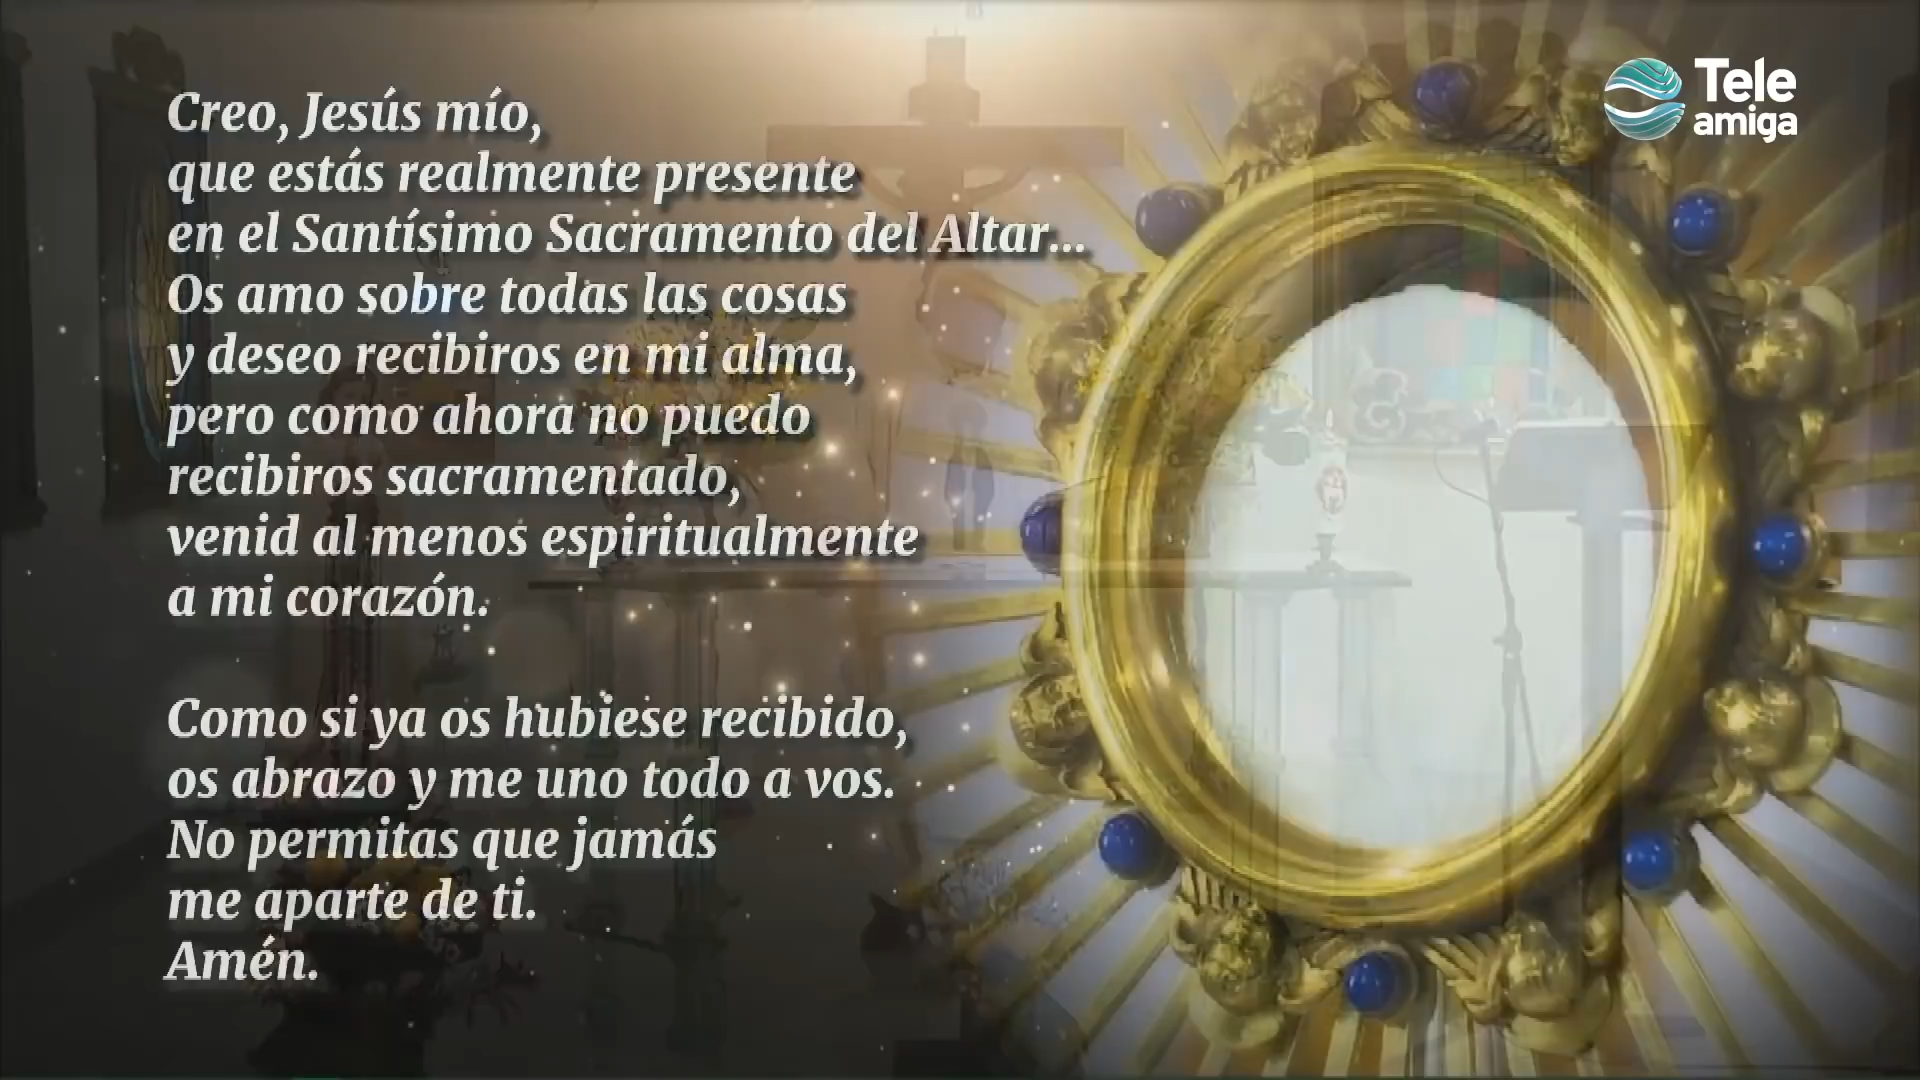 Creo, Jesús mío,
que estás realmente presente
en el Santísimo Sacramento del Altar...
Os amo sobre todas las cosas
y deseo recibiros en mi alma,
pero como ahora no puedo
recibiros sacramentado,
venid al menos espiritualmente
a mi corazón.
Como si ya os hubiese recibido,
os abrazo y me uno todo a vos.
No permitas que jamás
me aparte de ti.
Amén.
Tele
amiga